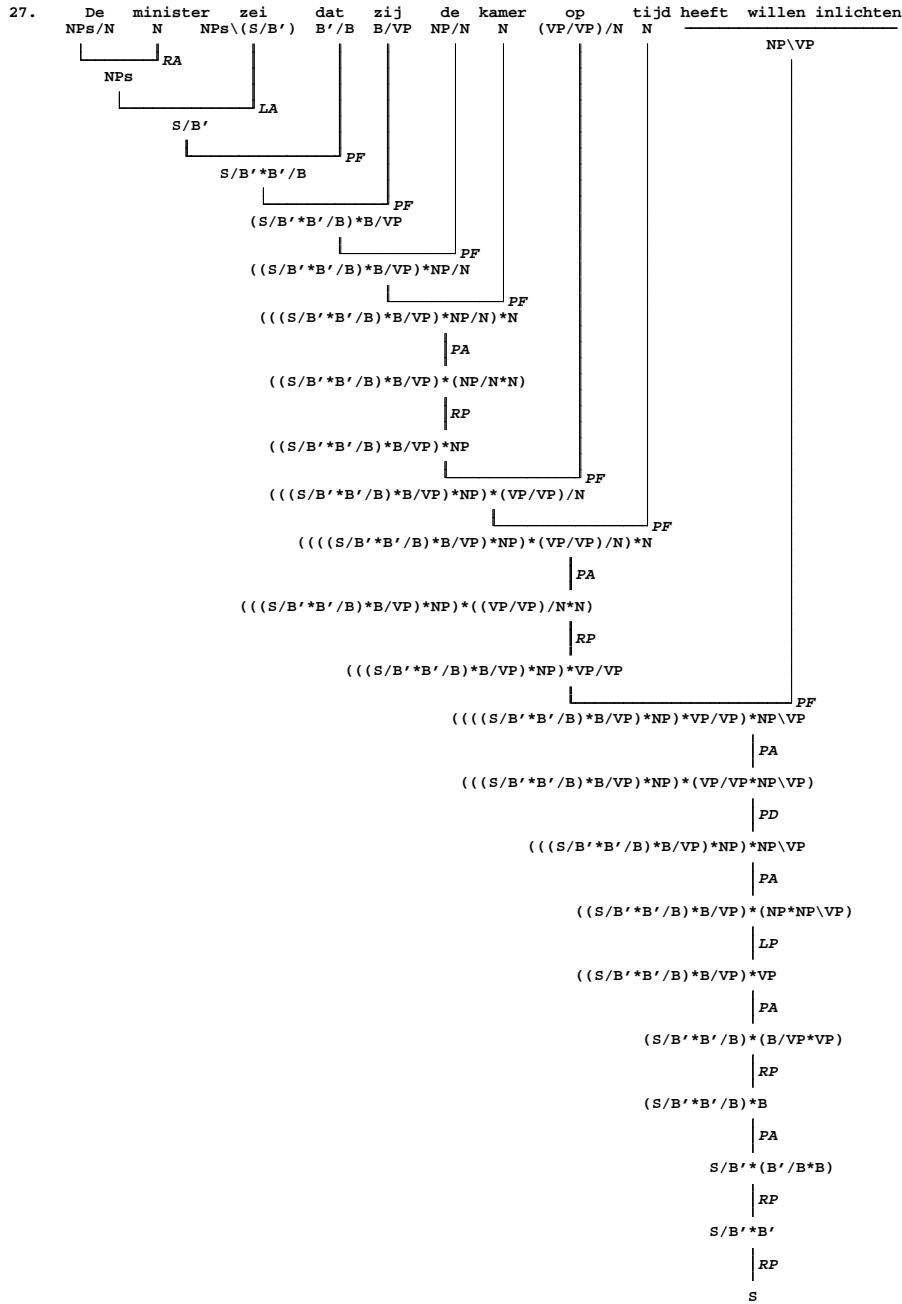 27. De minister zei dat zij de kamer op tijd heeft willen inlichten
NPs/N N NPs\(S/B') B'/B B/VP NP/N N (VP/VP)/N N
NP\VP
RA
NPs
LA
S/B'
PF
S/B'*B'/B
PF
(S/B'*B'/B)*B/VP
PF
((S/B'*B'/B)*B/VP)*NP/N
PF
(((S/B'*B'/B)*B/VP)*NP/N)*N
PA
((S/B'*B'/B)*B/VP)*(NP/N*N)
RP
((S/B'*B'/B)*B/VP)*NP
PF
(((S/B'*B'/B)*B/VP)*NP)*(VP/VP)/N
PF
((((S/B'*B'/B)*B/VP)*NP)*(VP/VP)/N)*N
PA
(((S/B'*B'/B)*B/VP)*NP)*((VP/VP)/N*N)
RP
(((S/B'*B'/B)*B/VP)*NP)*VP/VP
PF
((((S/B'*B'/B)*B/VP)*NP)*VP/VP)*NP\VP
PA
(((S/B'*B'/B)*B/VP)*NP)*(VP/VP*NP\VP)
PD
(((S/B'*B'/B)*B/VP)*NP)*NP\VP
PA
((S/B'*B'/B)*B/VP)*(NP*NP\VP)
LP
((S/B'*B'/B)*B/VP)*VP
PA
(S/B'*B'/B)*(B/VP*VP)
RP
(S/B'*B'/B)*B
PA
S/B'*(B'/B*B)
RP
S/B'*B'
RP
S